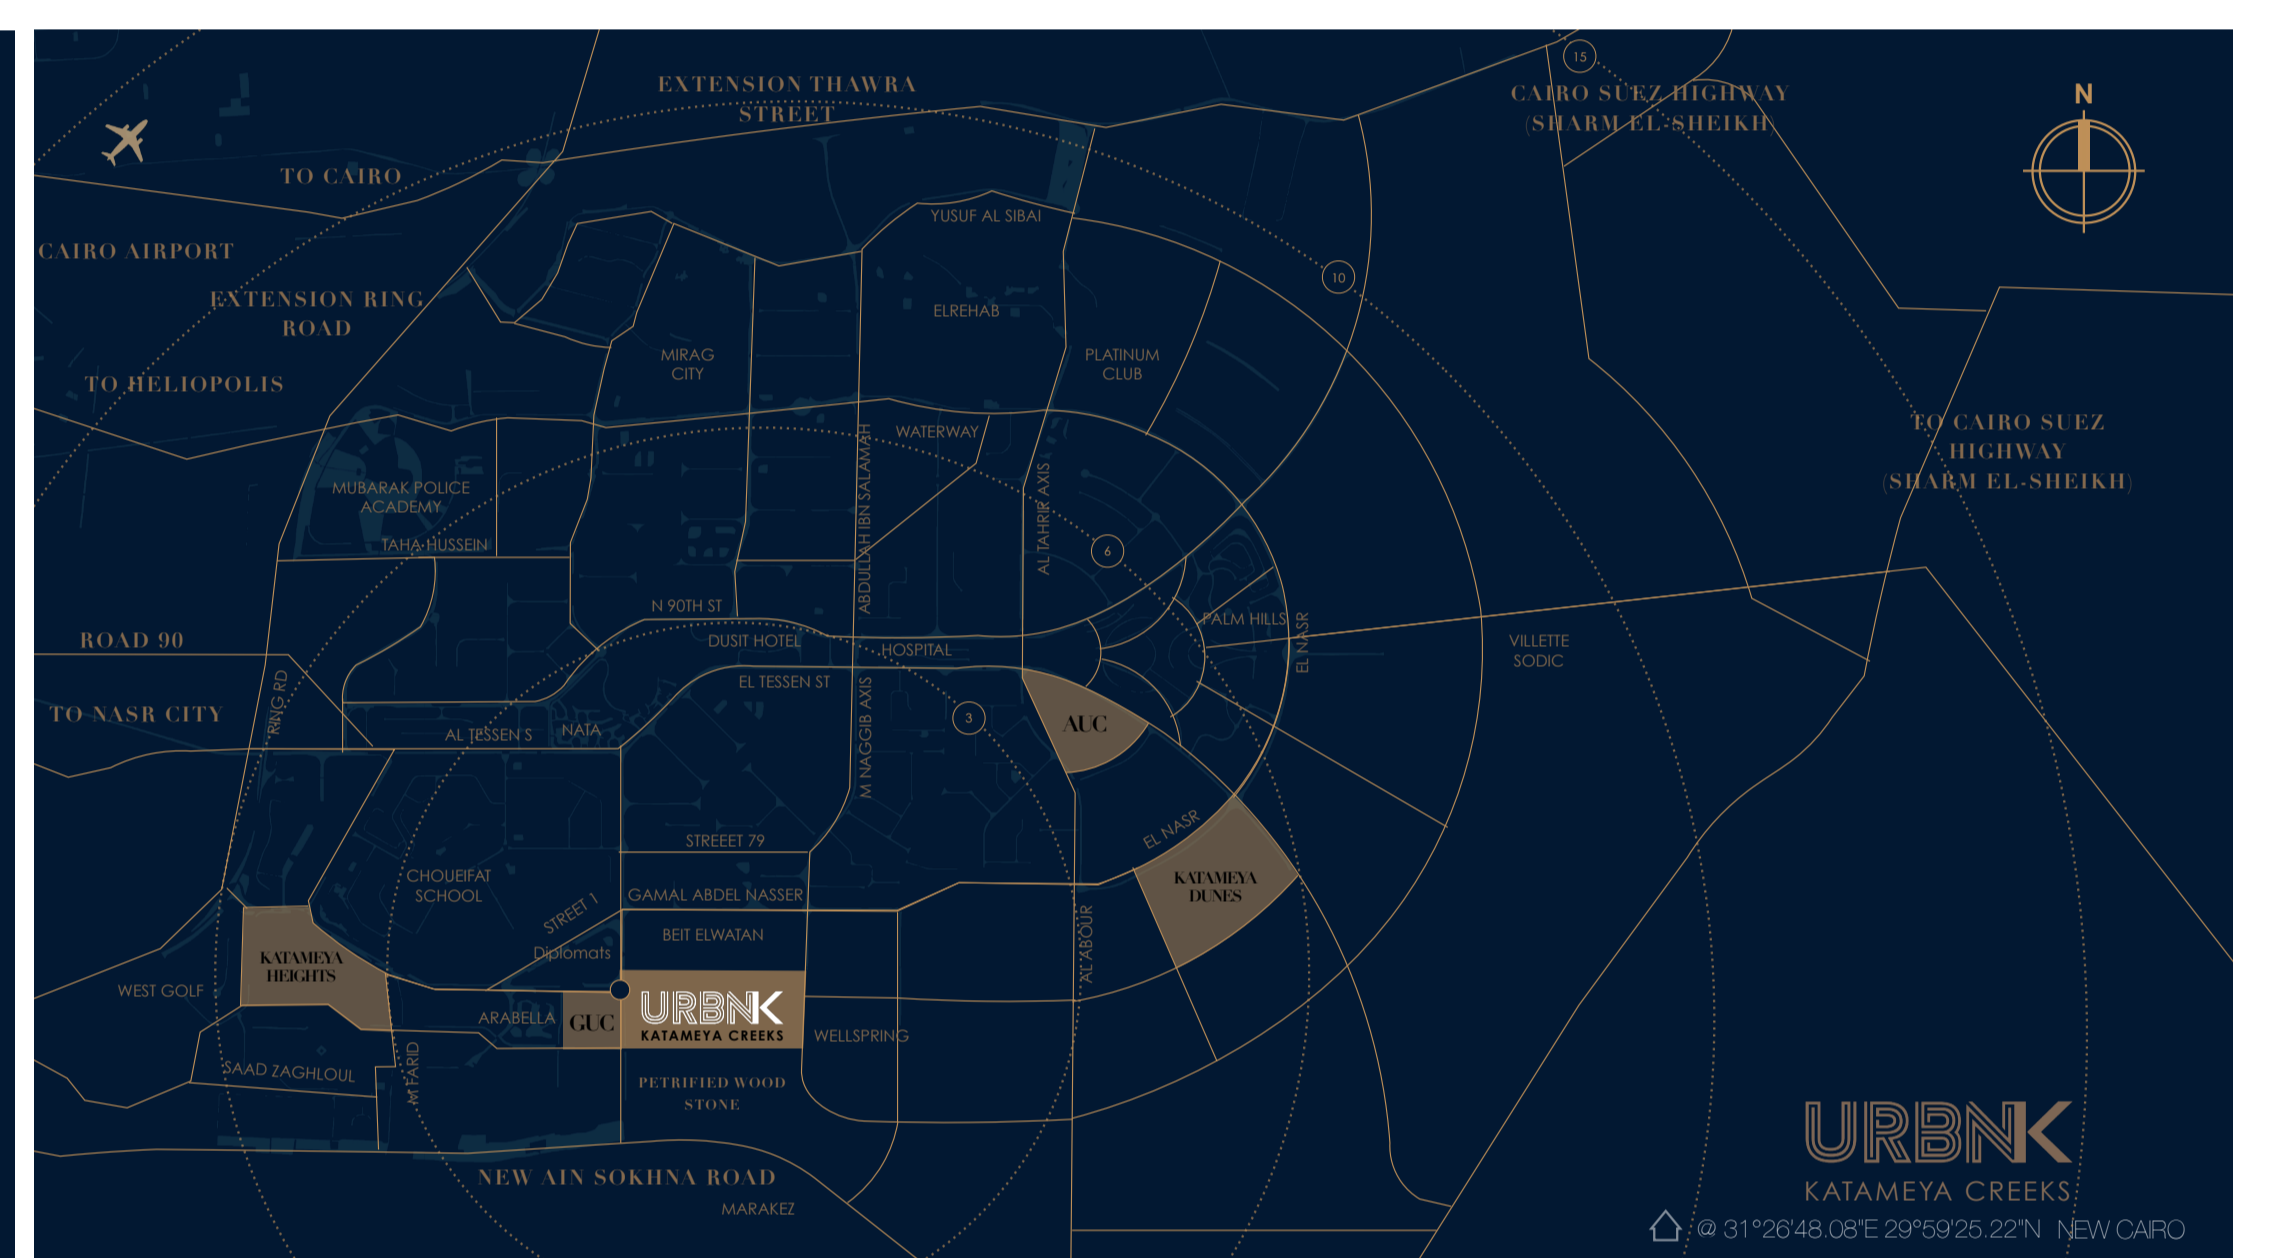 15
EXTENSION THAWRA
STREET
CAIRO SUEZ HIGHWAY
(SHARM EL-SHEIKH)
N
TO CAIRO
YUSUF AL SIBAI
CAIRO AIRPORT
10
EXTENSION RING
ROAD
ELREHAB
MIRAG
CITY
PLATINUM
CLUB
TO HELIOPOLIS
TO CAIRO SUEZ
HIGHWAY
(SHARM EL-SHEIKH)
WATERWAY
ABDULLAH IBN SALAMAH
AL TAHRIR AXIS
MUBARAK POLICE
ACADEMY
TAHA HUSSEIN
6
N 90TH ST
PALM HILLS
EL NASR
ROAD 90
DUSIT HOTEL
HOSPITAL
VILLETTE
SODIC
RING RD
EL TESSEN ST
M NAGGIB AXIS
TO NASR CITY
3
AUC
AL TESSEN S
NATA
STREEET 79
EL NASR
CHOUEIFAT
SCHOOL
KATAMEYA
DUNES
STREET 1
GAMAL ABDEL NASSER
BEIT ELWATAN
AL ABOUR
Diplomats
KATAMEYA
HEIGHTS
WEST GOLF
ARABELLA
GUC
URBNK
KATAMEYA CREEKS
WELLSPRING
SAAD ZAGHLOUL
M FARID
PETRIFIED WOOD
STONE
NEW AIN SOKHNA ROAD
MARAKEZ
URBNK
KATAMEYA CREEKS
@ 31°26'48.08"E 29°59'25.22"N NEW CAIRO